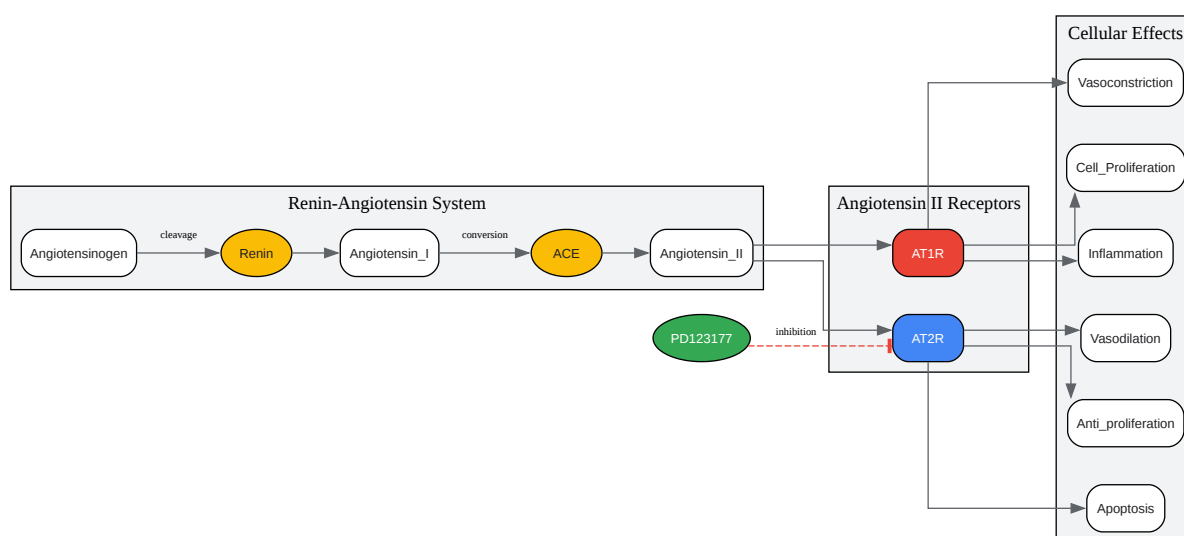 Cellular Effects
Vasoconstriction
Cell_Proliferation
Renin-Angiotensin System
Angiotensin II Receptors
Angiotensinogen
cleavage
Renin
Angiotensin_I
conversion
ACE
Angiotensin_II
AT1R
Inflammation
PD123177
inhibition
AT2R
Vasodilation
Anti_proliferation
Apoptosis